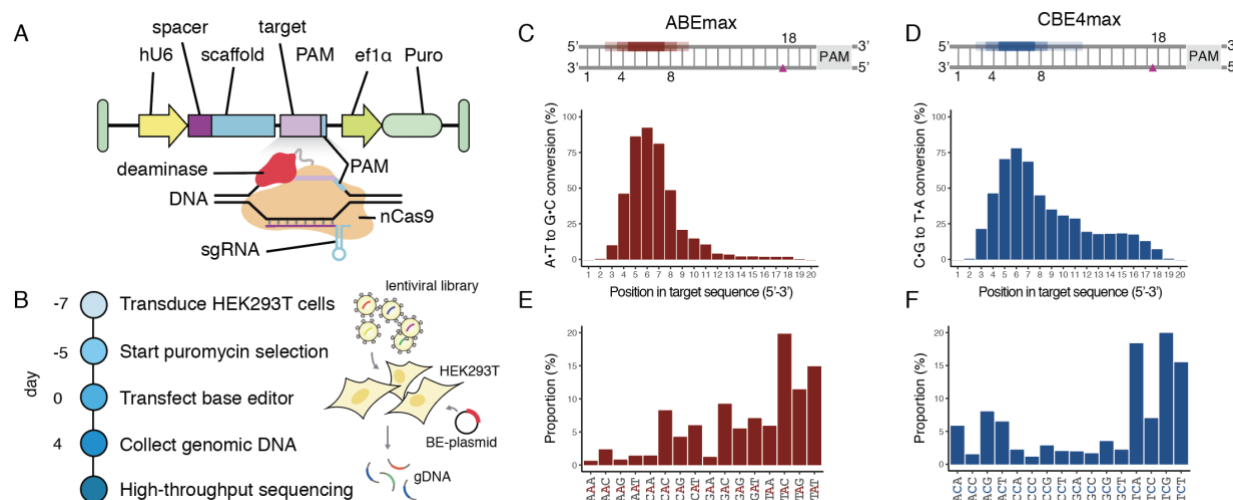 A
spacer target
hU6 scaffold PAM ef1α Puro
deaminase
PAM
DNA
nCas9
sgRNA
B
day
-7 Transduce HEK293T cells
-5 Start puromycin selection
0 Transfect base editor
4 Collect genomic DNA
High-throughput sequencing
lentiviral library
HEK293T
BE-plasmid
gDNA
C
ABEmax
18
5' 3'
PAM
3' 5'
1 4 8
A•T to G•C conversion (%)
100
75
50
25
0
1 2 3 4 5 6 7 8 9 10 11 12 13 14 15 16 17 18 19 20
Position in target sequence (5'-3')
D
CBE4max
18
5' 3'
PAM
3' 5'
1 4 8
C•G to T•A conversion (%)
100
75
50
25
0
1 2 3 4 5 6 7 8 9 10 11 12 13 14 15 16 17 18 19 20
Position in target sequence (5'-3')
E
Proportion (%)
20
15
10
5
0
AAA AAC AAG AAT CAA CAC CAG CAT GAA GAC GAG GAT TAA TAC TAG TAT
F
Proportion (%)
20
15
10
5
0
ACA ACC ACG ACT CCA CCC CCG CCT GCA GCC GCG GCT TCA TCC TCG TCT